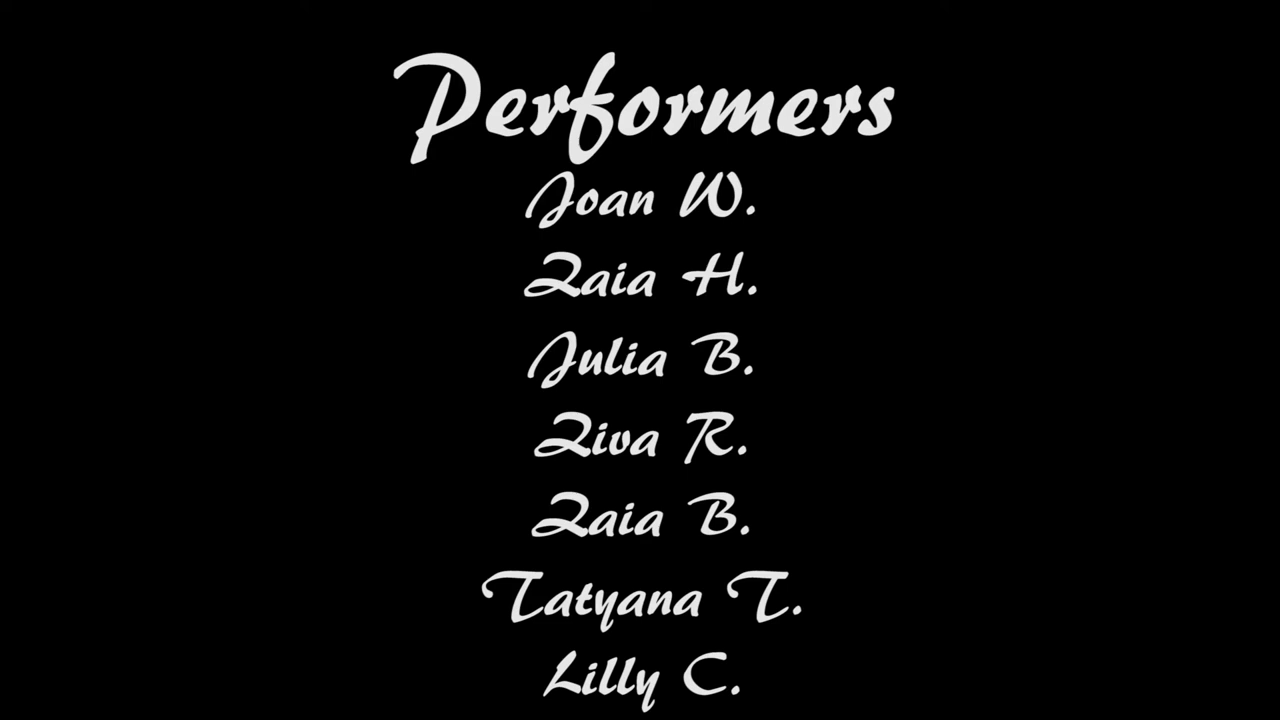 Performers
Joan W.
Zaia H.
Julia B.
Ziva R.
Zaia B.
Tatyana T.
Lilly C.